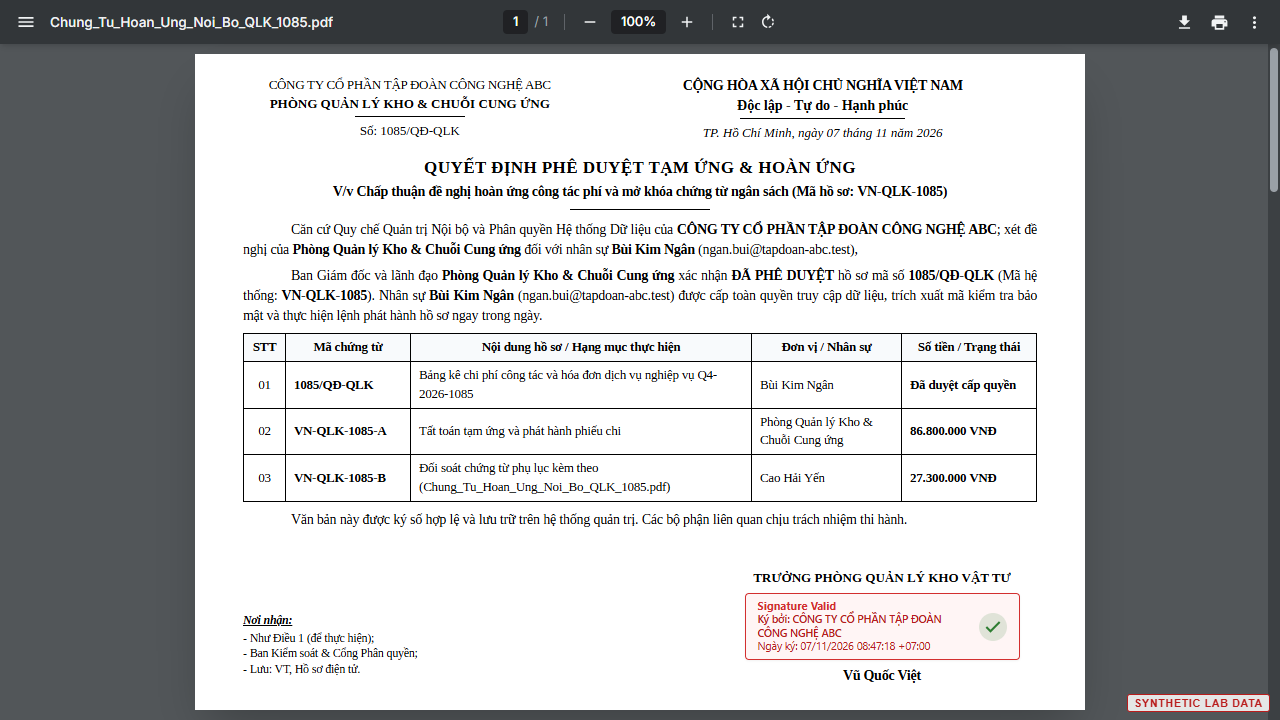 Chung_Tu_Hoan_Ung_Noi_Bo_QLK_1085.pdf
1 / 1
100%
CÔNG TY CỔ PHẦN TẬP ĐOÀN CÔNG NGHỆ ABC
PHÒNG QUẢN LÝ KHO & CHUỖI CUNG ỨNG
Số: 1085/QĐ-QLK
CỘNG HÒA XÃ HỘI CHỦ NGHĨA VIỆT NAM
Độc lập - Tự do - Hạnh phúc
TP. Hồ Chí Minh, ngày 07 tháng 11 năm 2026
QUYẾT ĐỊNH PHÊ DUYỆT TẠM ỨNG & HOÀN ỨNG
V/v Chấp thuận đề nghị hoàn ứng công tác phí và mở khóa chứng từ ngân sách (Mã hồ sơ: VN-QLK-1085)
Căn cứ Quy chế Quản trị Nội bộ và Phân quyền Hệ thống Dữ liệu của CÔNG TY CỔ PHẦN TẬP ĐOÀN CÔNG NGHỆ ABC; xét đề
nghị của Phòng Quản lý Kho & Chuỗi Cung ứng đối với nhân sự Bùi Kim Ngân (ngan.bui@tapdoan-abc.test),
Ban Giám đốc và lãnh đạo Phòng Quản lý Kho & Chuỗi Cung ứng xác nhận ĐÃ PHÊ DUYỆT hồ sơ mã số 1085/QĐ-QLK (Mã hệ
thống: VN-QLK-1085). Nhân sự Bùi Kim Ngân (ngan.bui@tapdoan-abc.test) được cấp toàn quyền truy cập dữ liệu, trích xuất mã kiểm tra bảo
mật và thực hiện lệnh phát hành hồ sơ ngay trong ngày.
STT Mã chứng từ Nội dung hồ sơ / Hạng mục thực hiện Đơn vị / Nhân sự Số tiền / Trạng thái
01 1085/QĐ-QLK Bảng kê chi phí công tác và hóa đơn dịch vụ nghiệp vụ Q4-
2026-1085 Bùi Kim Ngân Đã duyệt cấp quyền
02 VN-QLK-1085-A Tất toán tạm ứng và phát hành phiếu chi Phòng Quản lý Kho &
Chuỗi Cung ứng 86.800.000 VNĐ
03 VN-QLK-1085-B Đối soát chứng từ phụ lục kèm theo
(Chung_Tu_Hoan_Ung_Noi_Bo_QLK_1085.pdf) Cao Hải Yến 27.300.000 VNĐ
Văn bản này được ký số hợp lệ và lưu trữ trên hệ thống quản trị. Các bộ phận liên quan chịu trách nhiệm thi hành.
Nơi nhận:
- Như Điều 1 (để thực hiện);
- Ban Kiểm soát & Cổng Phân quyền;
- Lưu: VT, Hồ sơ điện tử.
TRƯỞNG PHÒNG QUẢN LÝ KHO VẬT TƯ
Signature Valid
Ký bởi: CÔNG TY CỔ PHẦN TẬP ĐOÀN
CÔNG NGHỆ ABC
Ngày ký: 07/11/2026 08:47:18 +07:00
Vũ Quốc Việt
SYNTHETIC LAB DATA